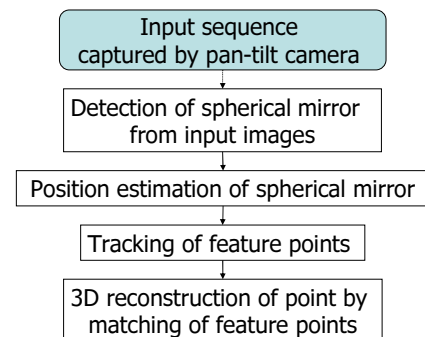 Input sequence
captured by pan-tilt camera
Detection of spherical mirror
from input images
Position estimation of spherical mirror
Tracking of feature points
3D reconstruction of point by
matching of feature points